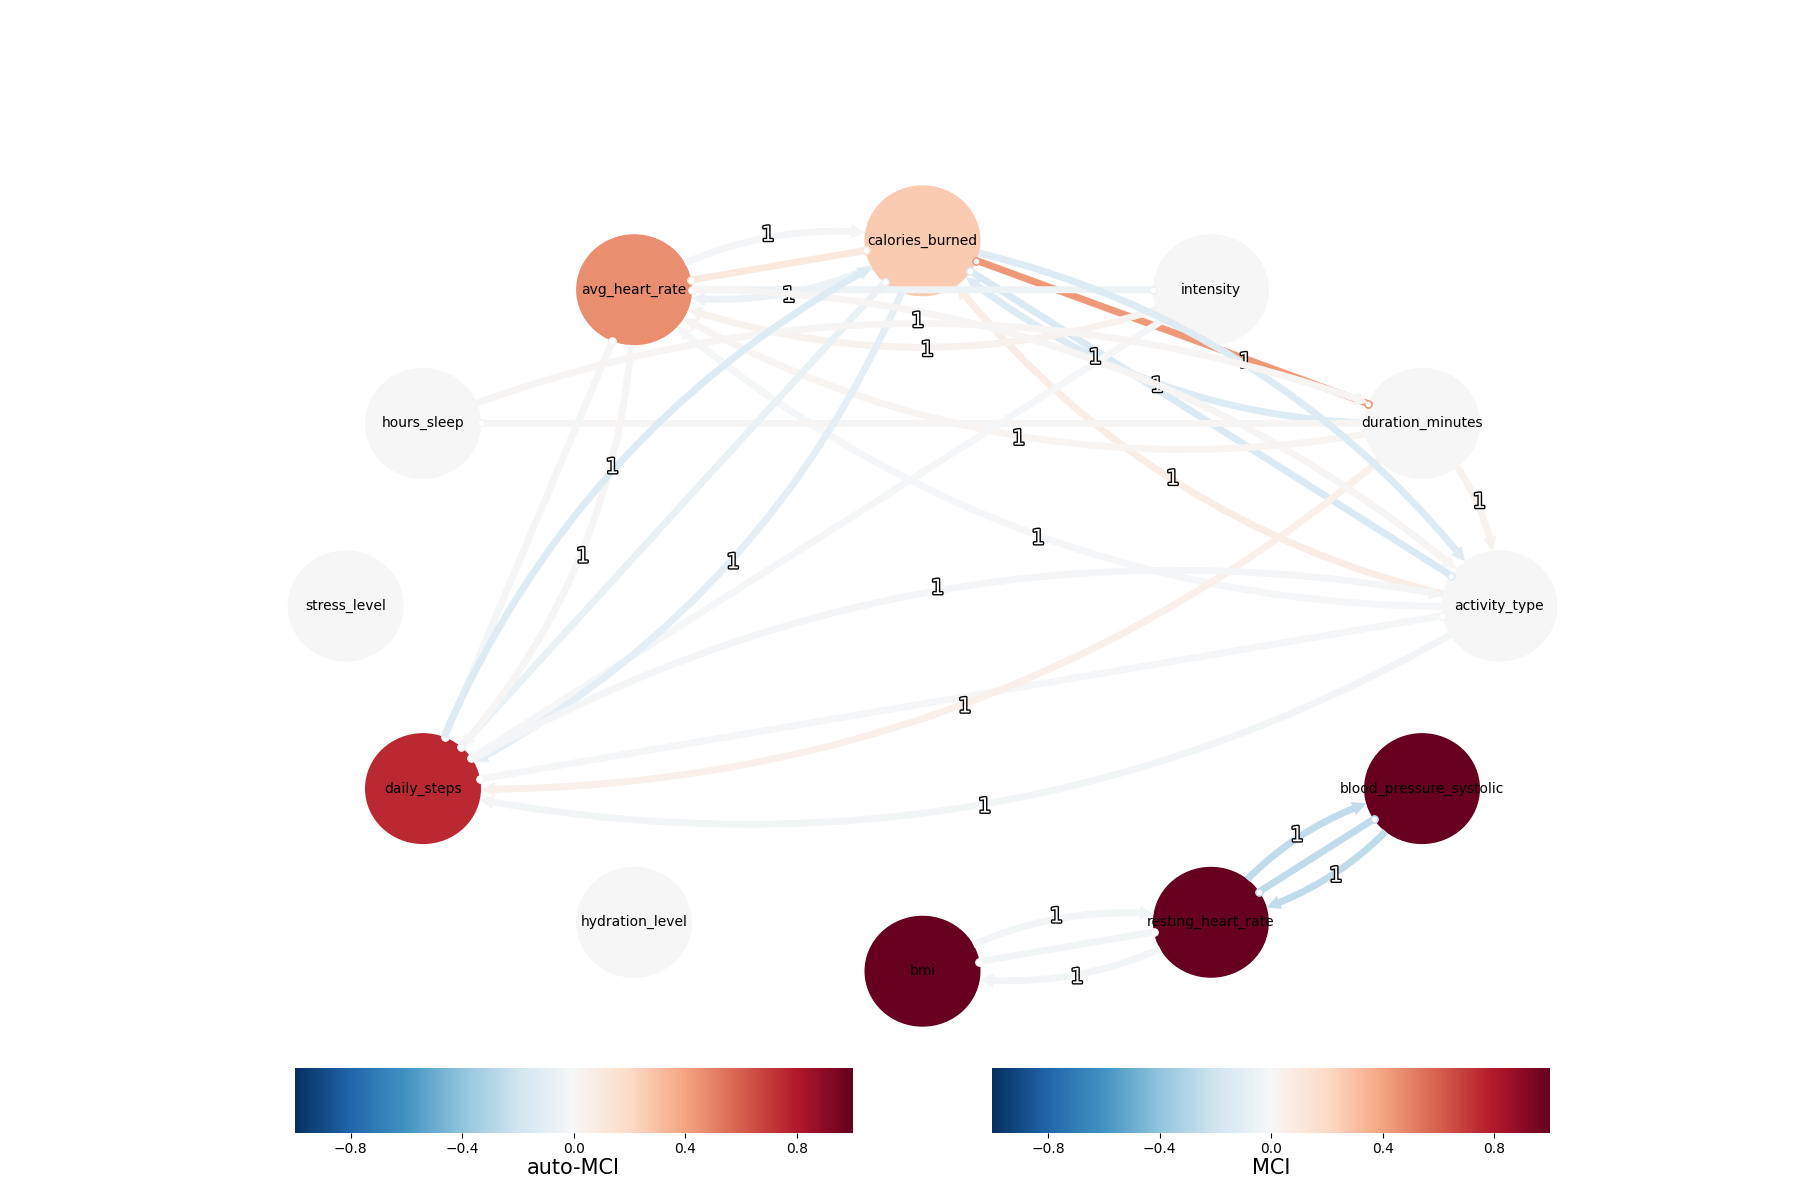 1
calories_burned
avg_heart_rate
1
intensity
1
1
1
1
1
hours_sleep
duration_minutes
1
1
1
1
1
1
1
1
stress_level
activity_type
1
daily_steps
blood_pressure_systolic
1
1
1
hydration_level
1
resting_heart_rate
bmi
1
−0.8 −0.4 0.0 0.4 0.8
auto-MCI
−0.8 −0.4 0.0 0.4 0.8
MCI